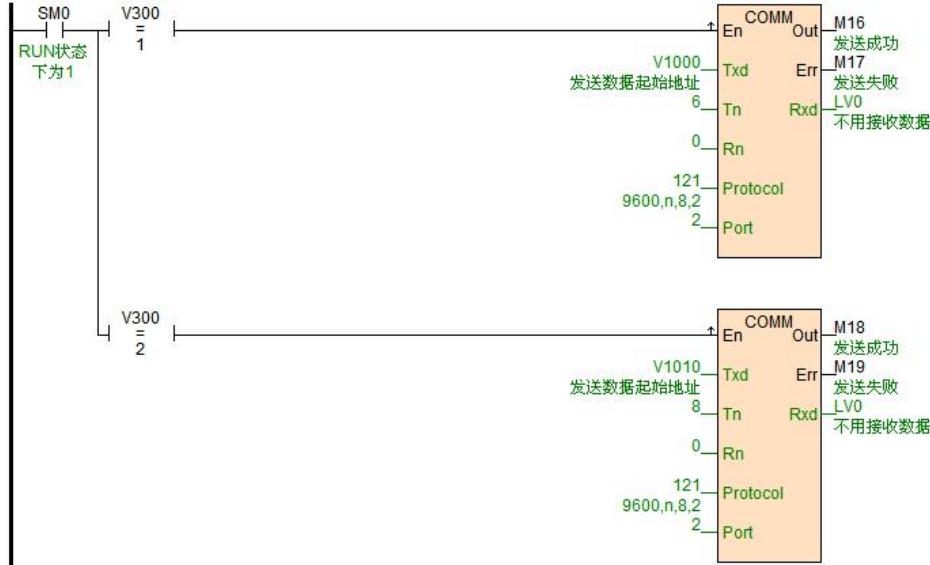 SM0
RUN状态
下为1
V300
=
1
COMM
En
Out
M16
发送成功
V1000
发送数据起始地址
Txd
Err
M17
发送失败
6
Tn
Rxd
LV0
不用接收数据
0
Rn
121
9600,n,8,2
Protocol
2
Port
V300
=
2
COMM
En
Out
M18
发送成功
V1010
发送数据起始地址
Txd
Err
M19
发送失败
8
Tn
Rxd
LV0
不用接收数据
0
Rn
121
9600,n,8,2
Protocol
2
Port